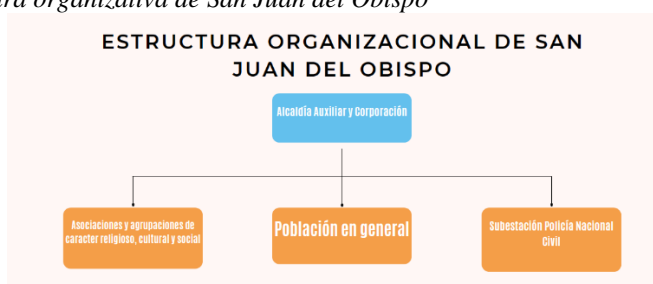 organizativa de San Juan del Obispo
ESTRUCTURA ORGANIZACIONAL DE SAN
JUAN DEL OBISPO
Alcaldía Auxiliar y Corporación
Asociaciones y agrupaciones de
caracter religioso, cultural y social
Población en general
Subestación Policía Nacional
Civil